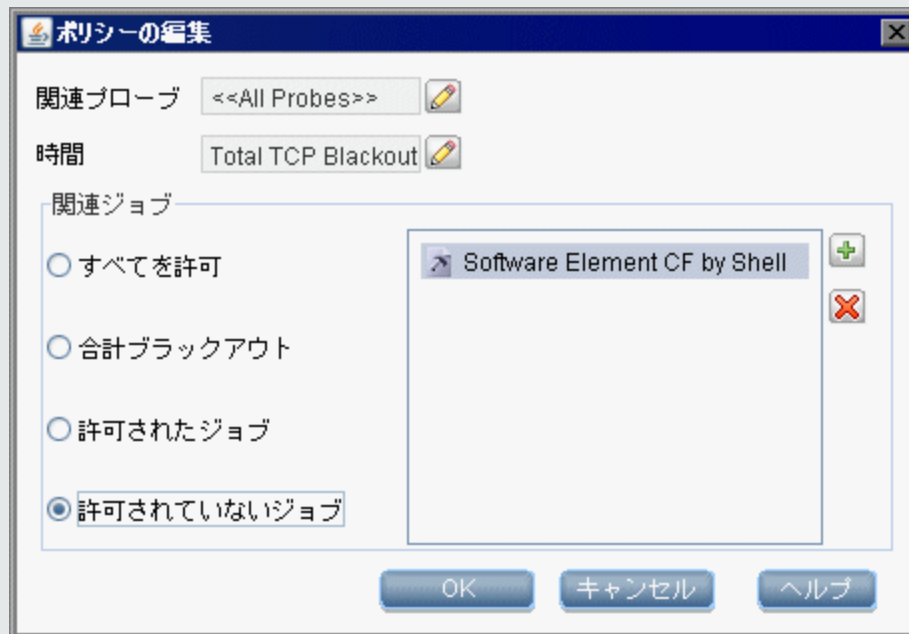 ポリシーの編集
関連プローブ <<All Probes>>
時間 Total TCP Blackout
関連ジョブ
すべてを許可
Software Element CF by Shell
合計ブラックアウト
許可されたジョブ
許可されていないジョブ
OK キャンセル ヘルプ